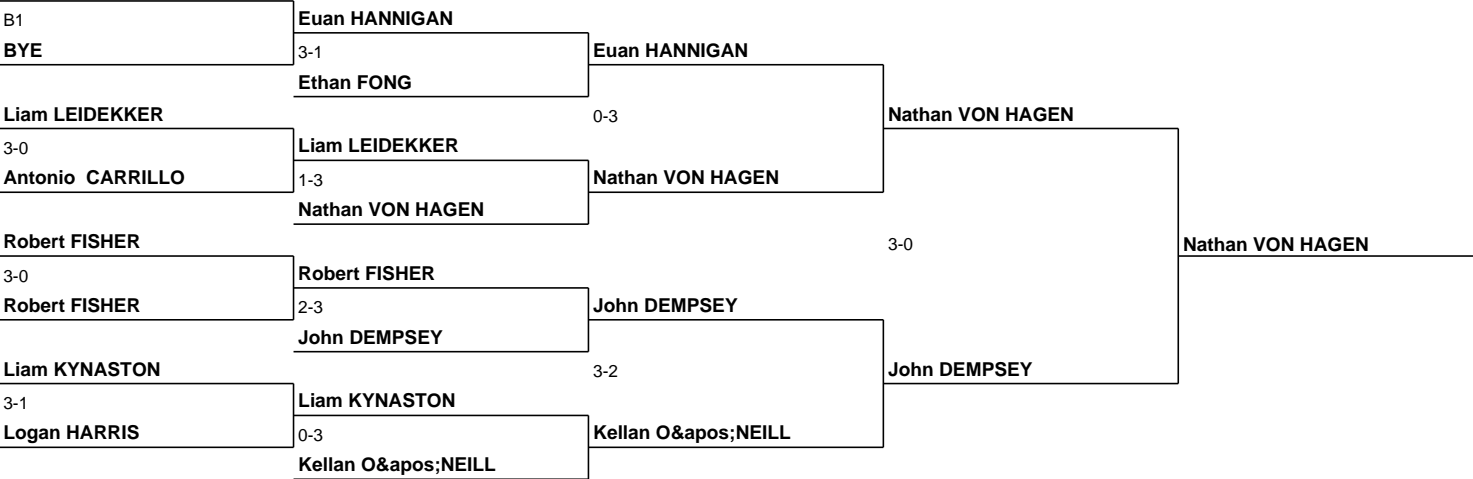 B1
BYE
Liam LEIDEKKER
3-0
Antonio  CARRILLO
Robert FISHER
3-0
Robert FISHER
Liam KYNASTON
3-1
Logan HARRIS
Euan HANNIGAN
3-1
Ethan FONG
Liam LEIDEKKER
1-3
Nathan VON HAGEN
Robert FISHER
2-3
John DEMPSEY
Liam KYNASTON
0-3
Kellan O&apos;NEILL
Euan HANNIGAN
0-3
Nathan VON HAGEN
John DEMPSEY
3-2
Kellan O&apos;NEILL
Nathan VON HAGEN
3-0
John DEMPSEY
Nathan VON HAGEN